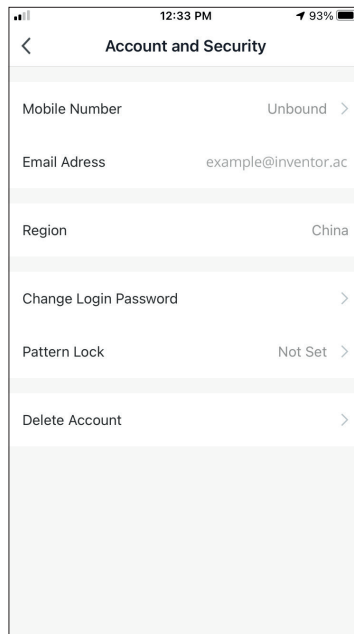 12:33 PM 93%
Account and Security
Mobile Number Unbound
Email Adress example@inventor.ac
Region China
Change Login Password
Pattern Lock Not Set
Delete Account